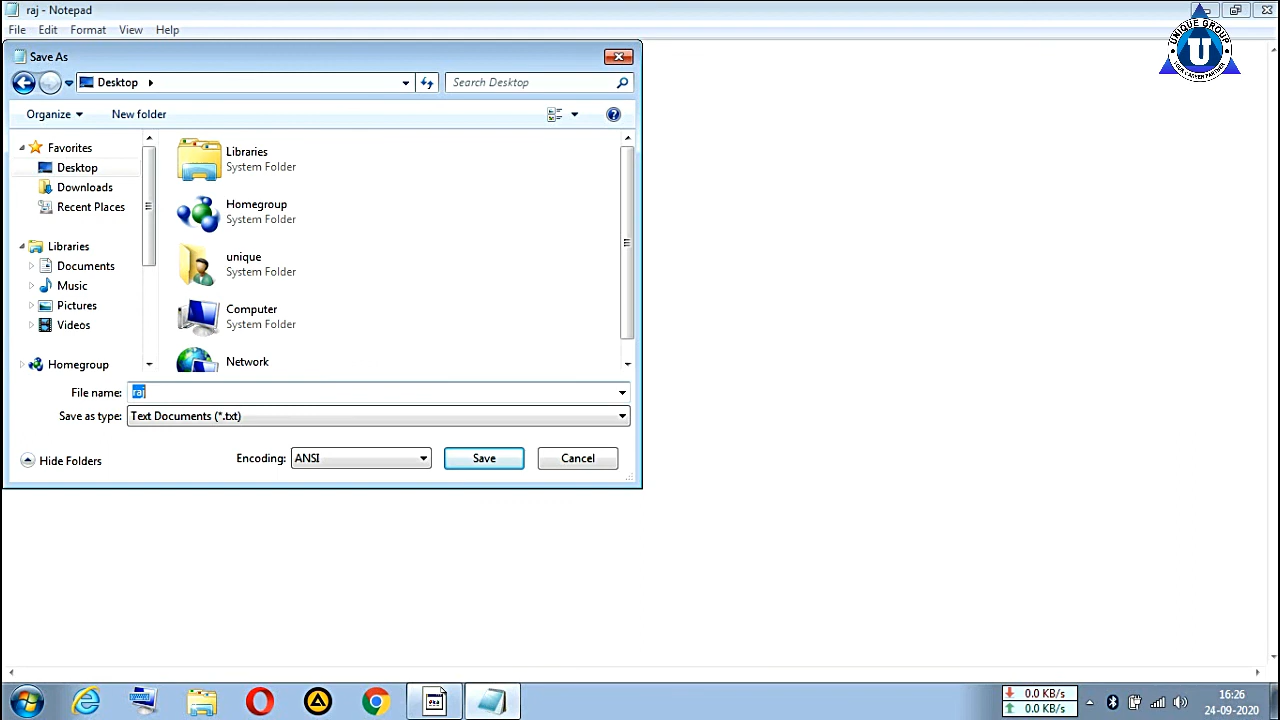 raj - Notepad
File Edit Format View Help
UNIQUE GROUP
U
Save As
Desktop
Search Desktop
Organize New folder
Favorites
Desktop
Downloads
Recent Places
Libraries
Documents
Music
Pictures
Videos
Homegroup
Libraries
System Folder
Homegroup
System Folder
unique
System Folder
Computer
System Folder
Network
File name: raj
Save as type: Text Documents (*.txt)
Hide Folders
Encoding: ANSI Save Cancel
0.0 KB/s
0.0 KB/s
16:26
24-09-2020